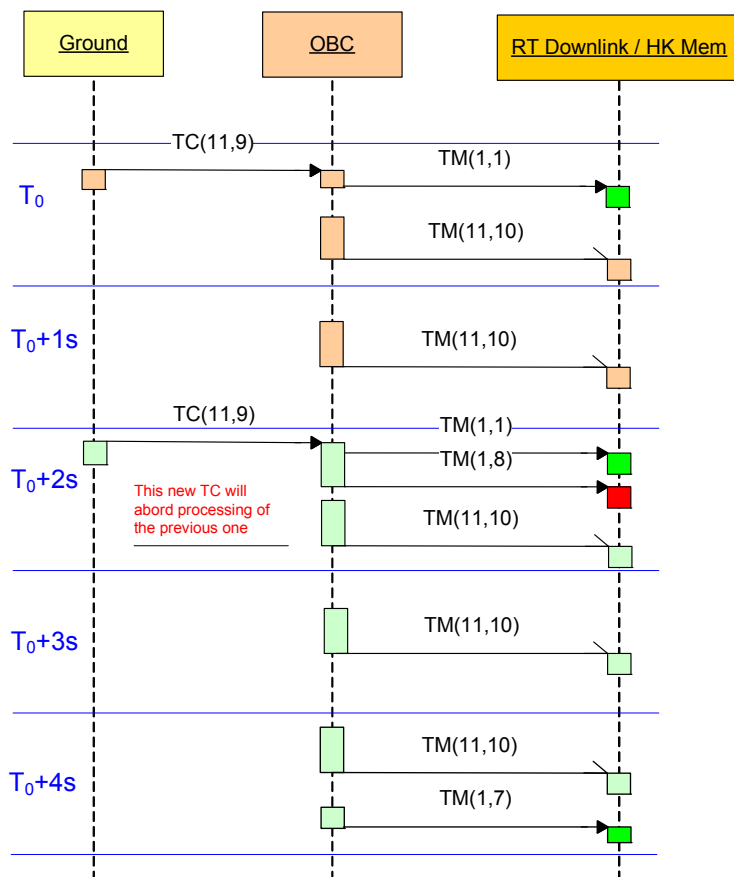 Ground
OBC
RT Downlink / HK Mem
TC(11,9)
TM(1,1)
T0
TM(11,10)
T0+1s
TM(11,10)
TC(11,9)
TM(1,1)
TM(1,8)
T0+2s
This new TC will
abord processing of
the previous one
TM(11,10)
T0+3s
TM(11,10)
TM(11,10)
T0+4s
TM(1,7)